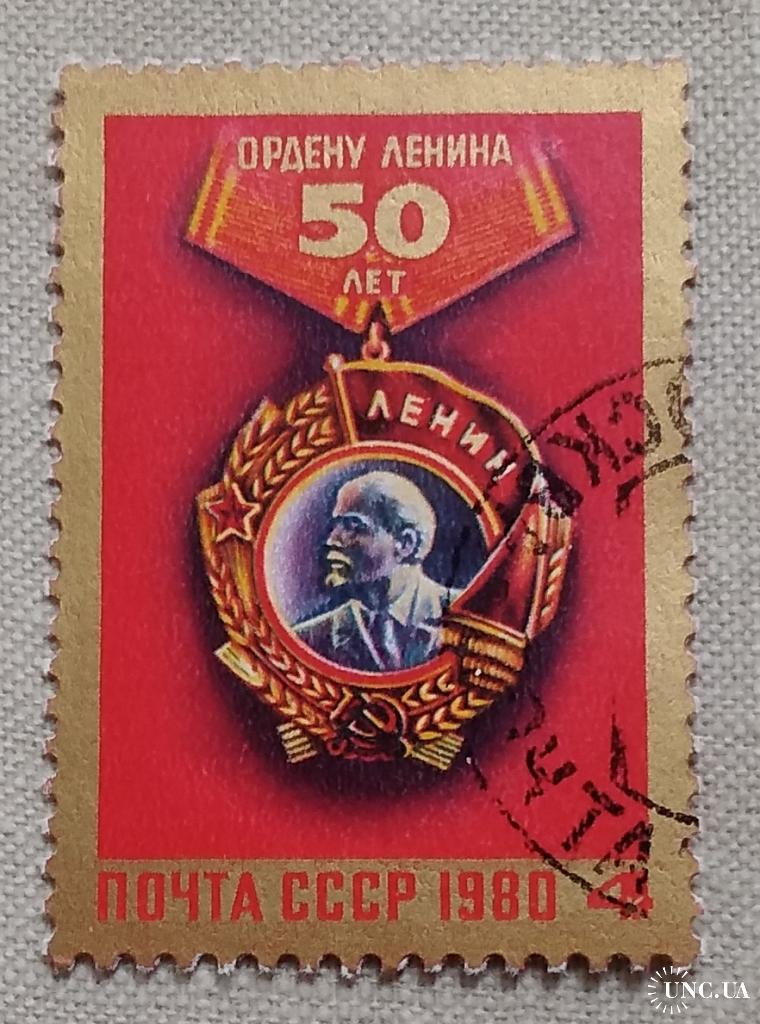 ОРДЕНУ ЛЕНИНА
50
ЛЕТ
ЛЕНИН
ПОЧТА СССР 1980 4
UNC.UA